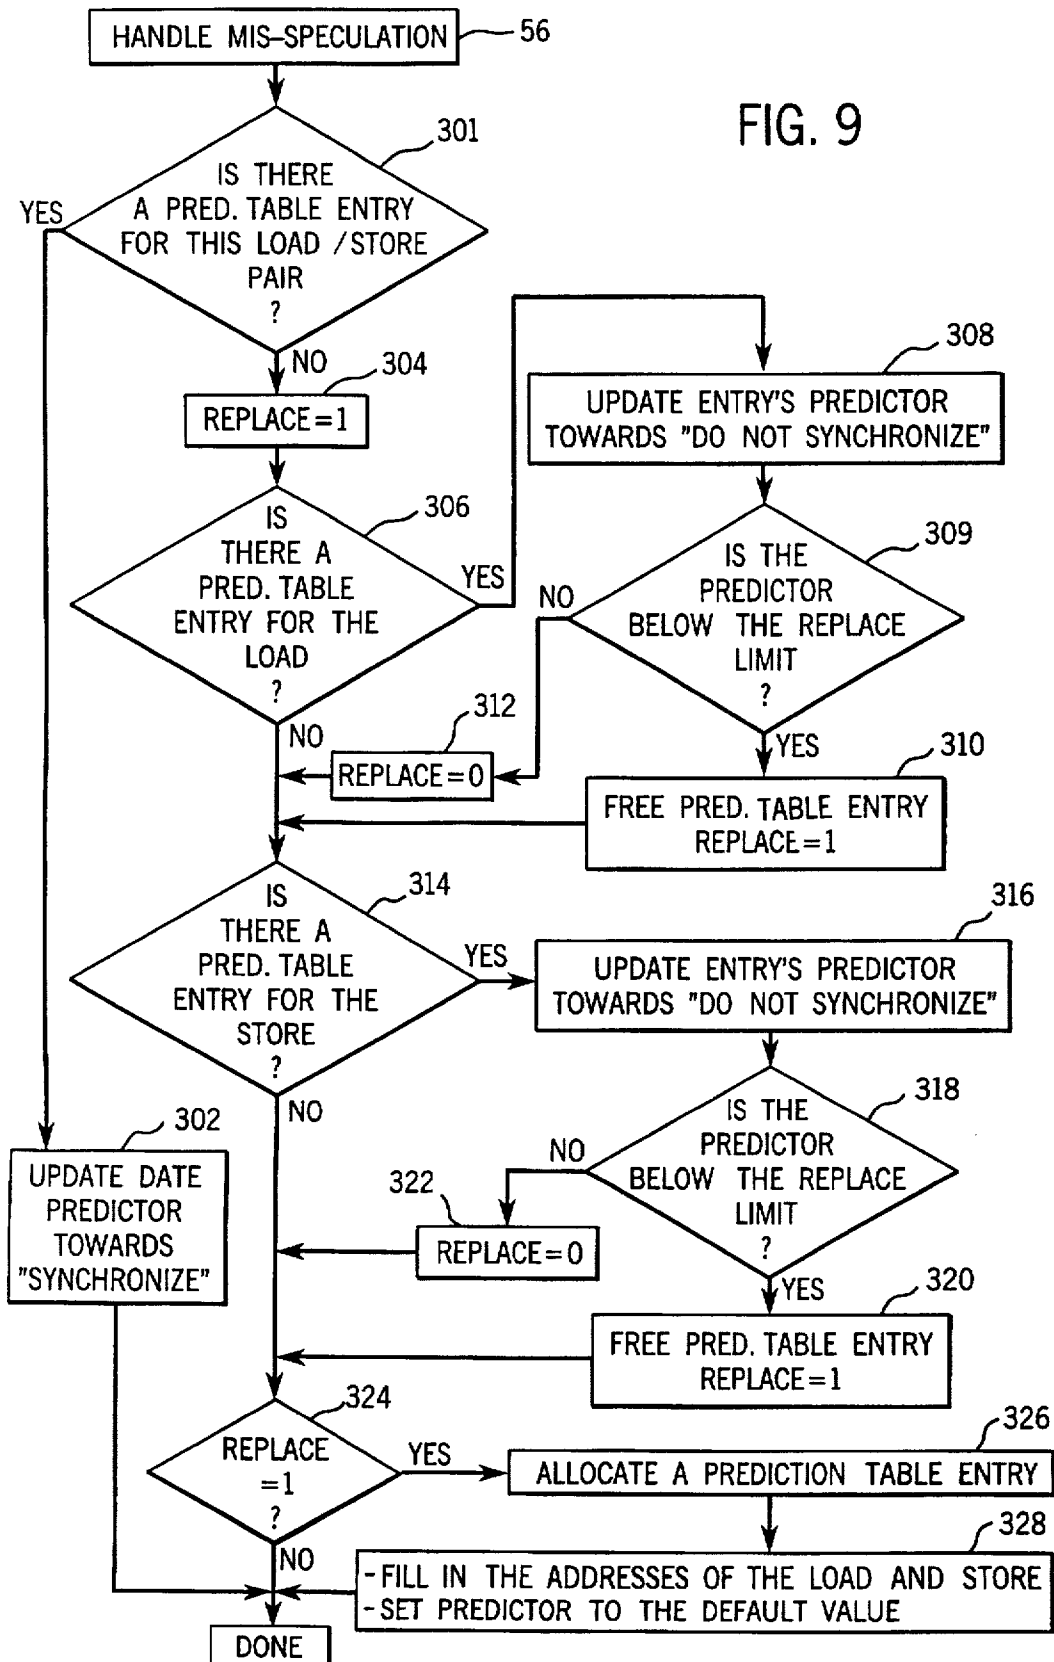 HANDLE MIS-SPECULATION
56
FIG. 9
301
IS THERE
A PRED. TABLE ENTRY
FOR THIS LOAD / STORE
PAIR
?
YES
NO
304
REPLACE=1
308
UPDATE ENTRY'S PREDICTOR
TOWARDS "DO NOT SYNCHRONIZE"
306
IS
THERE A
PRED. TABLE
ENTRY FOR THE
LOAD
?
YES
NO
309
IS THE
PREDICTOR
BELOW THE REPLACE
LIMIT
?
NO
YES
312
REPLACE=0
310
FREE PRED. TABLE ENTRY
REPLACE=1
314
IS
THERE A
PRED. TABLE
ENTRY FOR THE
STORE
?
YES
NO
316
UPDATE ENTRY'S PREDICTOR
TOWARDS "DO NOT SYNCHRONIZE"
318
IS THE
PREDICTOR
BELOW THE REPLACE
LIMIT
?
NO
YES
302
UPDATE DATE
PREDICTOR
TOWARDS
"SYNCHRONIZE"
322
REPLACE=0
320
FREE PRED. TABLE ENTRY
REPLACE=1
324
REPLACE
=1
?
YES
NO
326
ALLOCATE A PREDICTION TABLE ENTRY
328
-FILL IN THE ADDRESSES OF THE LOAD AND STORE
-SET PREDICTOR TO THE DEFAULT VALUE
DONE